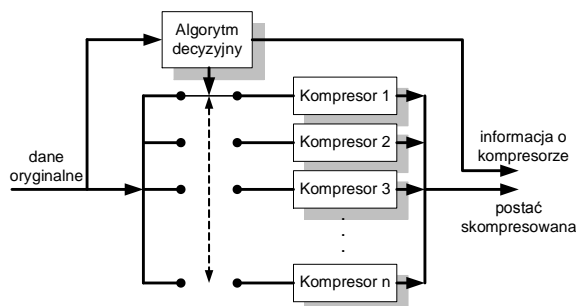 Algorytm
decyzyjny
Kompresor 1
Kompresor 2
Kompresor 3
Kompresor n
dane
oryginalne
informacja o
kompresorze
postać
skompresowana